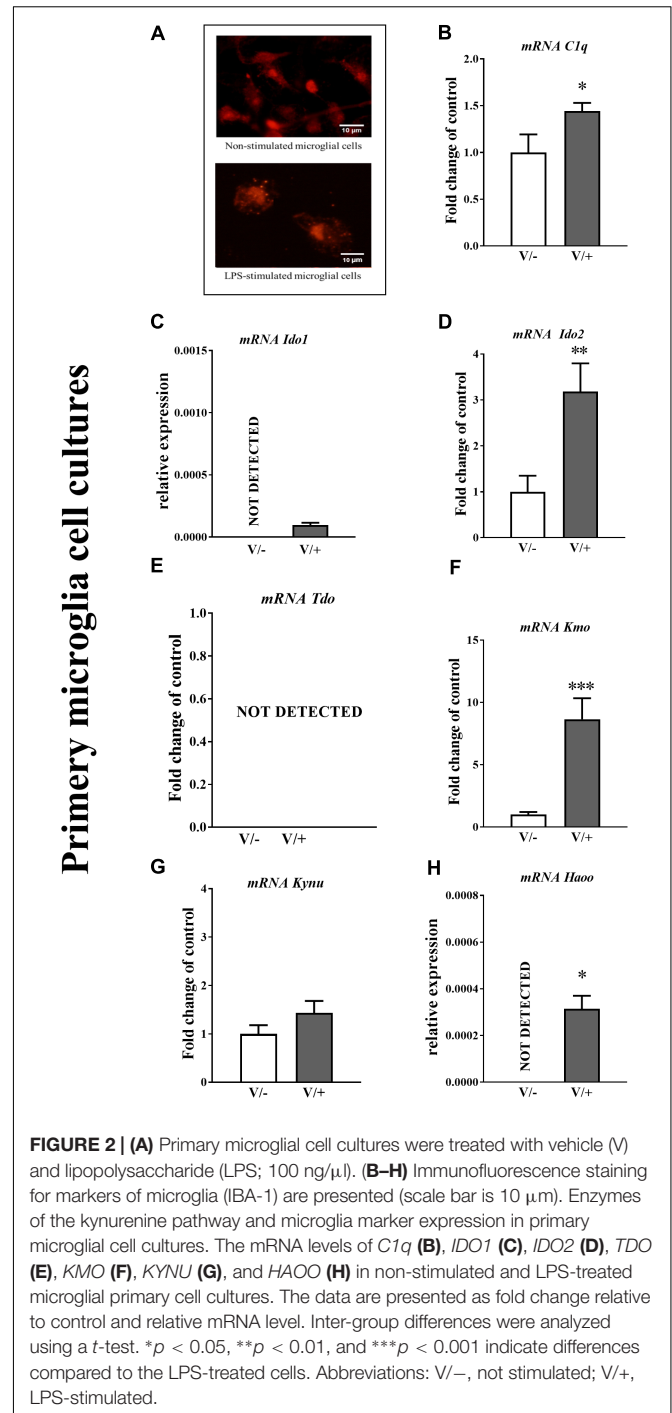 Primery microglia cell cultures
A
10 μm
Non-stimulated microglial cells
10 μm
LPS-stimulated microglial cells
B
mRNA C1q
Fold change of control
2.0
1.5
1.0
0.5
0.0
*
V/- V/+
C
mRNA Ido1
relative expression
0.0015
0.0010
0.0005
0.0000
NOT DETECTED
V/- V/+
D
mRNA Ido2
Fold change of control
4
3
2
1
0
**
V/- V/+
E
mRNA Tdo
Fold change of control
1.0
0.8
0.6
0.4
0.2
0.0
NOT DETECTED
V/- V/+
F
mRNA Kmo
Fold change of control
15
10
5
0
***
V/- V/+
G
mRNA Kynu
Fold change of control
4
2
1
0
V/- V/+
H
mRNA Haoo
relative expression
0.0008
0.0006
0.0004
0.0002
0.0000
NOT DETECTED
*
V/- V/+
FIGURE 2 | (A) Primary microglial cell cultures were treated with vehicle (V)
and lipopolysaccharide (LPS; 100 ng/μl). (B–H) Immunofluorescence staining
for markers of microglia (IBA-1) are presented (scale bar is 10 μm). Enzymes
of the kynurenine pathway and microglia marker expression in primary
microglial cell cultures. The mRNA levels of C1q (B), IDO1 (C), IDO2 (D), TDO
(E), KMO (F), KYNU (G), and HAOO (H) in non-stimulated and LPS-treated
microglial primary cell cultures. The data are presented as fold change relative
to control and relative mRNA level. Inter-group differences were analyzed
using a t-test. *p < 0.05, **p < 0.01, and ***p < 0.001 indicate differences
compared to the LPS-treated cells. Abbreviations: V/−, not stimulated; V/+,
LPS-stimulated.